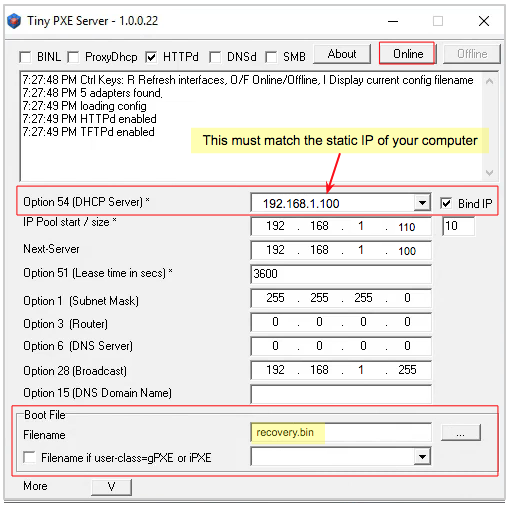 Tiny PXE Server - 1.0.0.22
BINL ProxyDhcp HTTPd DNSd SMB About Online Offline
7:27:48 PM Ctrl Keys: R Refresh interfaces, O/F Online/Offline, I Display current config filename
7:27:48 PM 5 adapters found.
7:27:49 PM loading config
7:27:49 PM HTTPd enabled
7:27:49 PM TFTPd enabled
This must match the static IP of your computer
Option 54 (DHCP Server) * 192.168.1.100 Bind IP
IP Pool start / size * 192 . 168 . 1 . 110 10
Next-Server 192 . 168 . 1 . 100
Option 51 (Lease time in secs) * 3600
Option 1 (Subnet Mask) 255 . 255 . 255 . 0
Option 3 (Router) 0 . 0 . 0 . 0
Option 6 (DNS Server) 0 . 0 . 0 . 0
Option 28 (Broadcast) 192 . 168 . 1 . 255
Option 15 (DNS Domain Name)
Boot File
Filename recovery.bin ...
Filename if user-class=gPXE or iPXE
More V